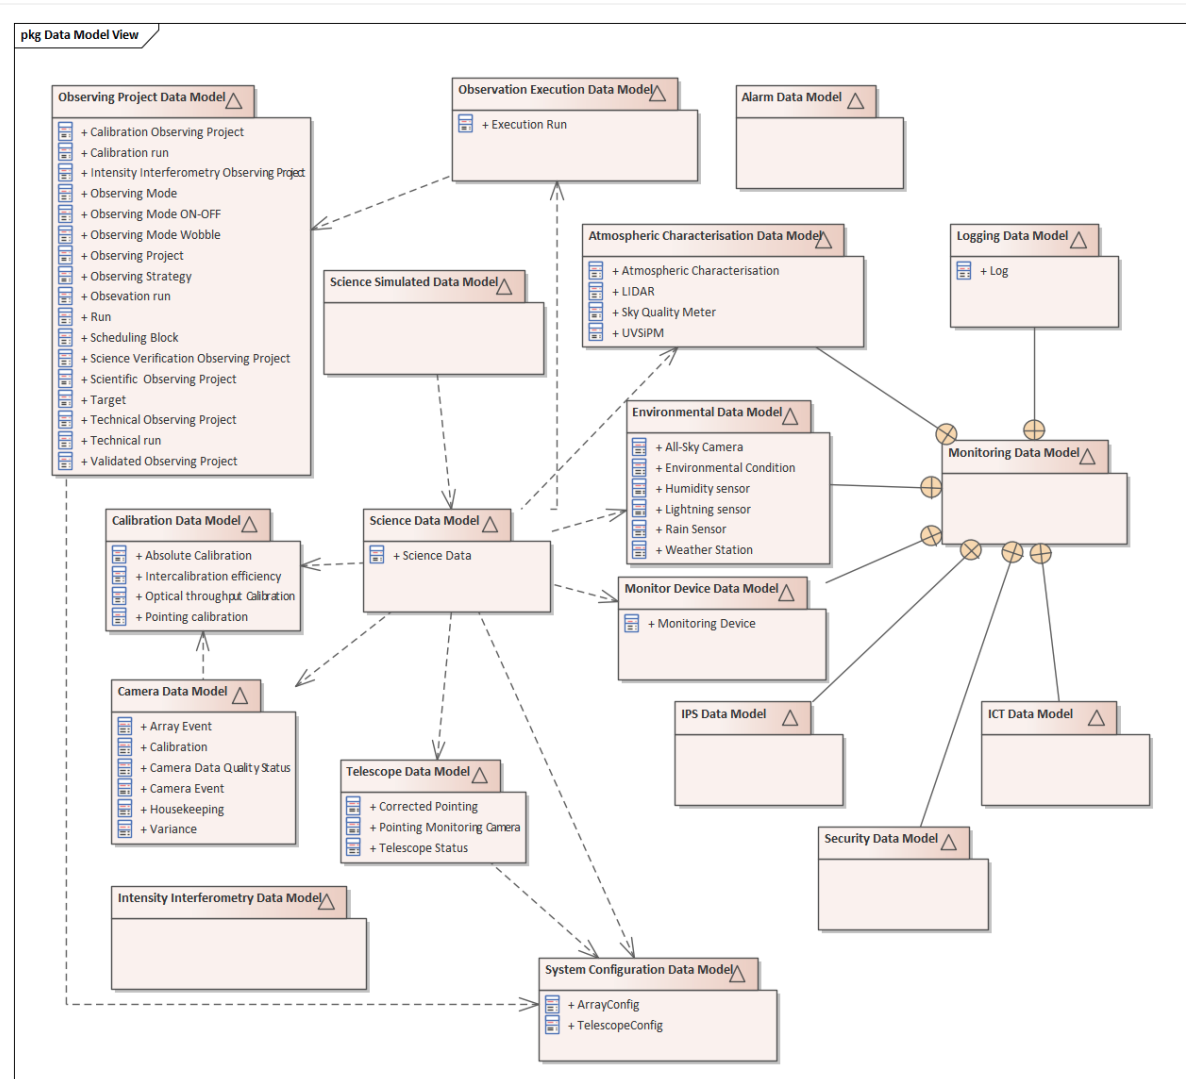 pkg Data Model View
Observing Project Data Model
+ Calibration Observing Project
+ Calibration run
+ Intensity Interferometry Observing Project
+ Observing Mode
+ Observing Mode ON-OFF
+ Observing Mode Wobble
+ Observing Project
+ Observing Strategy
+ Obsevation run
+ Run
+ Scheduling Block
+ Science Verification Observing Project
+ Scientific Observing Project
+ Target
+ Technical Observing Project
+ Technical run
+ Validated Observing Project
Observation Execution Data Model
+ Execution Run
Alarm Data Model
Science Simulated Data Model
Atmospheric Characterisation Data Model
+ Atmospheric Characterisation
+ LIDAR
+ Sky Quality Meter
+ UVSiPM
Logging Data Model
+ Log
Environmental Data Model
+ All-Sky Camera
+ Environmental Condition
+ Humidity sensor
+ Lightning sensor
+ Rain Sensor
+ Weather Station
Monitoring Data Model
Calibration Data Model
+ Absolute Calibration
+ Intercalibration efficiency
+ Optical throughput Calibration
+ Pointing calibration
Science Data Model
+ Science Data
Monitor Device Data Model
+ Monitoring Device
Camera Data Model
+ Array Event
+ Calibration
+ Camera Data Quality Status
+ Camera Event
+ Housekeeping
+ Variance
IPS Data Model
ICT Data Model
Telescope Data Model
+ Corrected Pointing
+ Pointing Monitoring Camera
+ Telescope Status
Security Data Model
Intensity Interferometry Data Model
System Configuration Data Model
+ ArrayConfig
+ TelescopeConfig